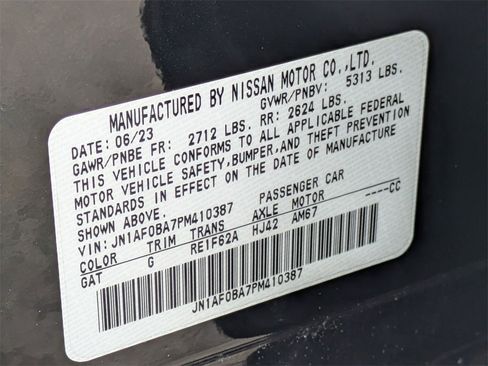 MANUFACTURED BY NISSAN MOTOR CO.,LTD.
DATE: 06/23 GVWR/PNBV: 5313 LBS.
GAWR/PNBE FR: 2712 LBS. RR: 2624 LBS.
THIS VEHICLE CONFORMS TO ALL APPLICABLE FEDERAL
MOTOR VEHICLE SAFETY,BUMPER,AND THEFT PREVENTION
STANDARDS IN EFFECT ON THE DATE OF MANUFACTURE
SHOWN ABOVE.
VIN: JN1AF0BA7PM410387 PASSENGER CAR
COLOR TRIM TRANS AXLE MOTOR ----CC
GAT G RE1F62A HJ42 AM67
JN1AF0BA7PM410387